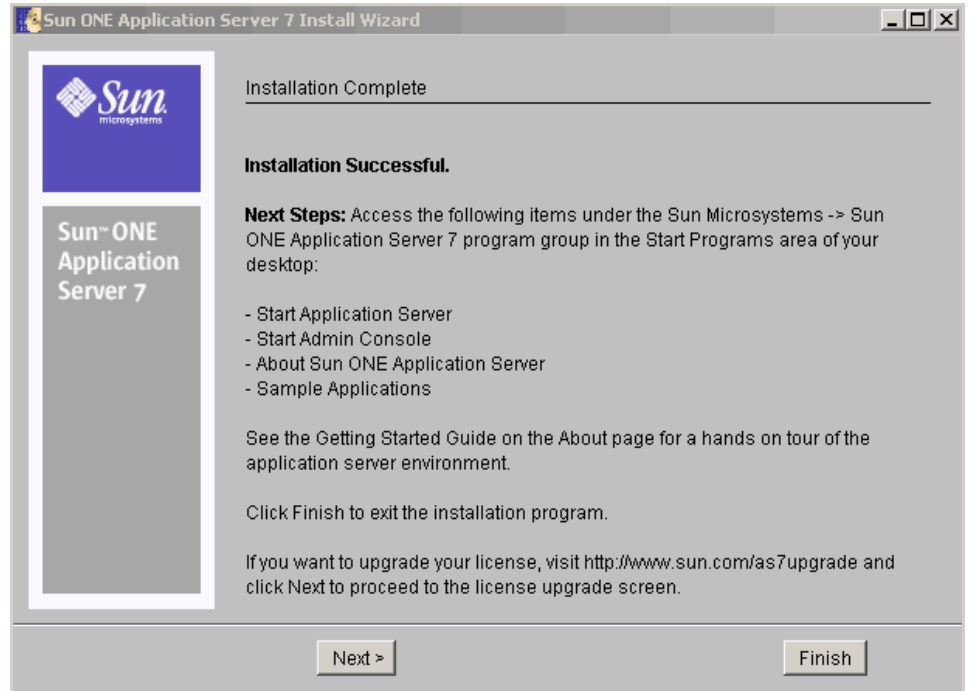 Sun ONE Application Server 7 Install Wizard
Sun
microsystems
Sun™ ONE
Application
Server 7
Installation Complete
Installation Successful.
Next Steps: Access the following items under the Sun Microsystems -> Sun
ONE Application Server 7 program group in the Start Programs area of your
desktop:
- Start Application Server
- Start Admin Console
- About Sun ONE Application Server
- Sample Applications
See the Getting Started Guide on the About page for a hands on tour of the
application server environment.
Click Finish to exit the installation program.
If you want to upgrade your license, visit http://www.sun.com/as7upgrade and
click Next to proceed to the license upgrade screen.
Next >
Finish